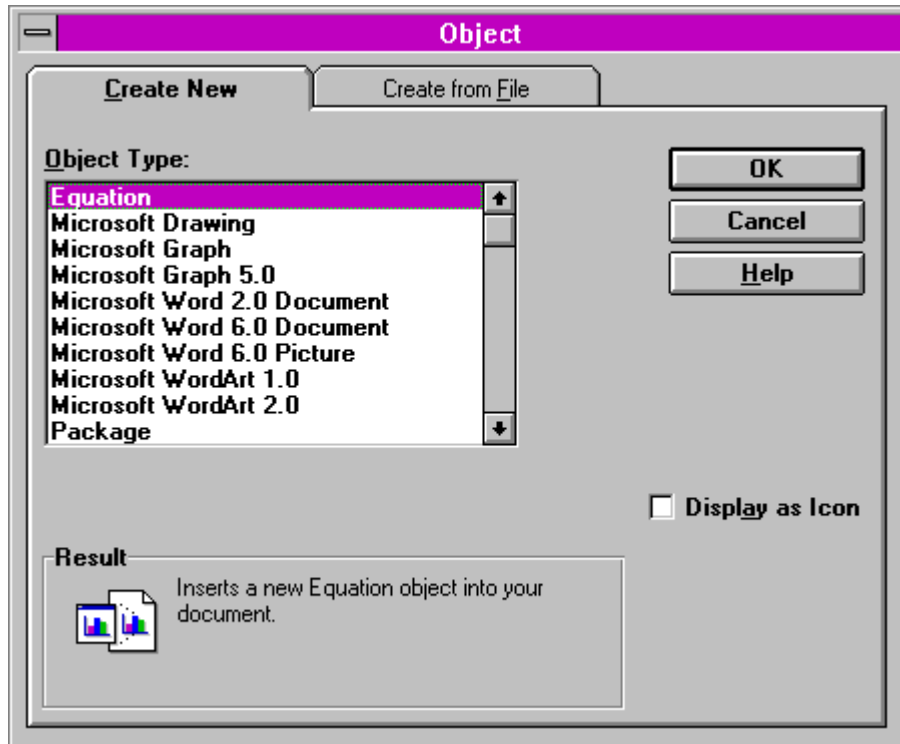 Object
Create New
Create from File
Object Type:
Equation
Microsoft Drawing
Microsoft Graph
Microsoft Graph 5.0
Microsoft Word 2.0 Document
Microsoft Word 6.0 Document
Microsoft Word 6.0 Picture
Microsoft WordArt 1.0
Microsoft WordArt 2.0
Package
OK
Cancel
Help
Display as Icon
Result
Inserts a new Equation object into your
document.